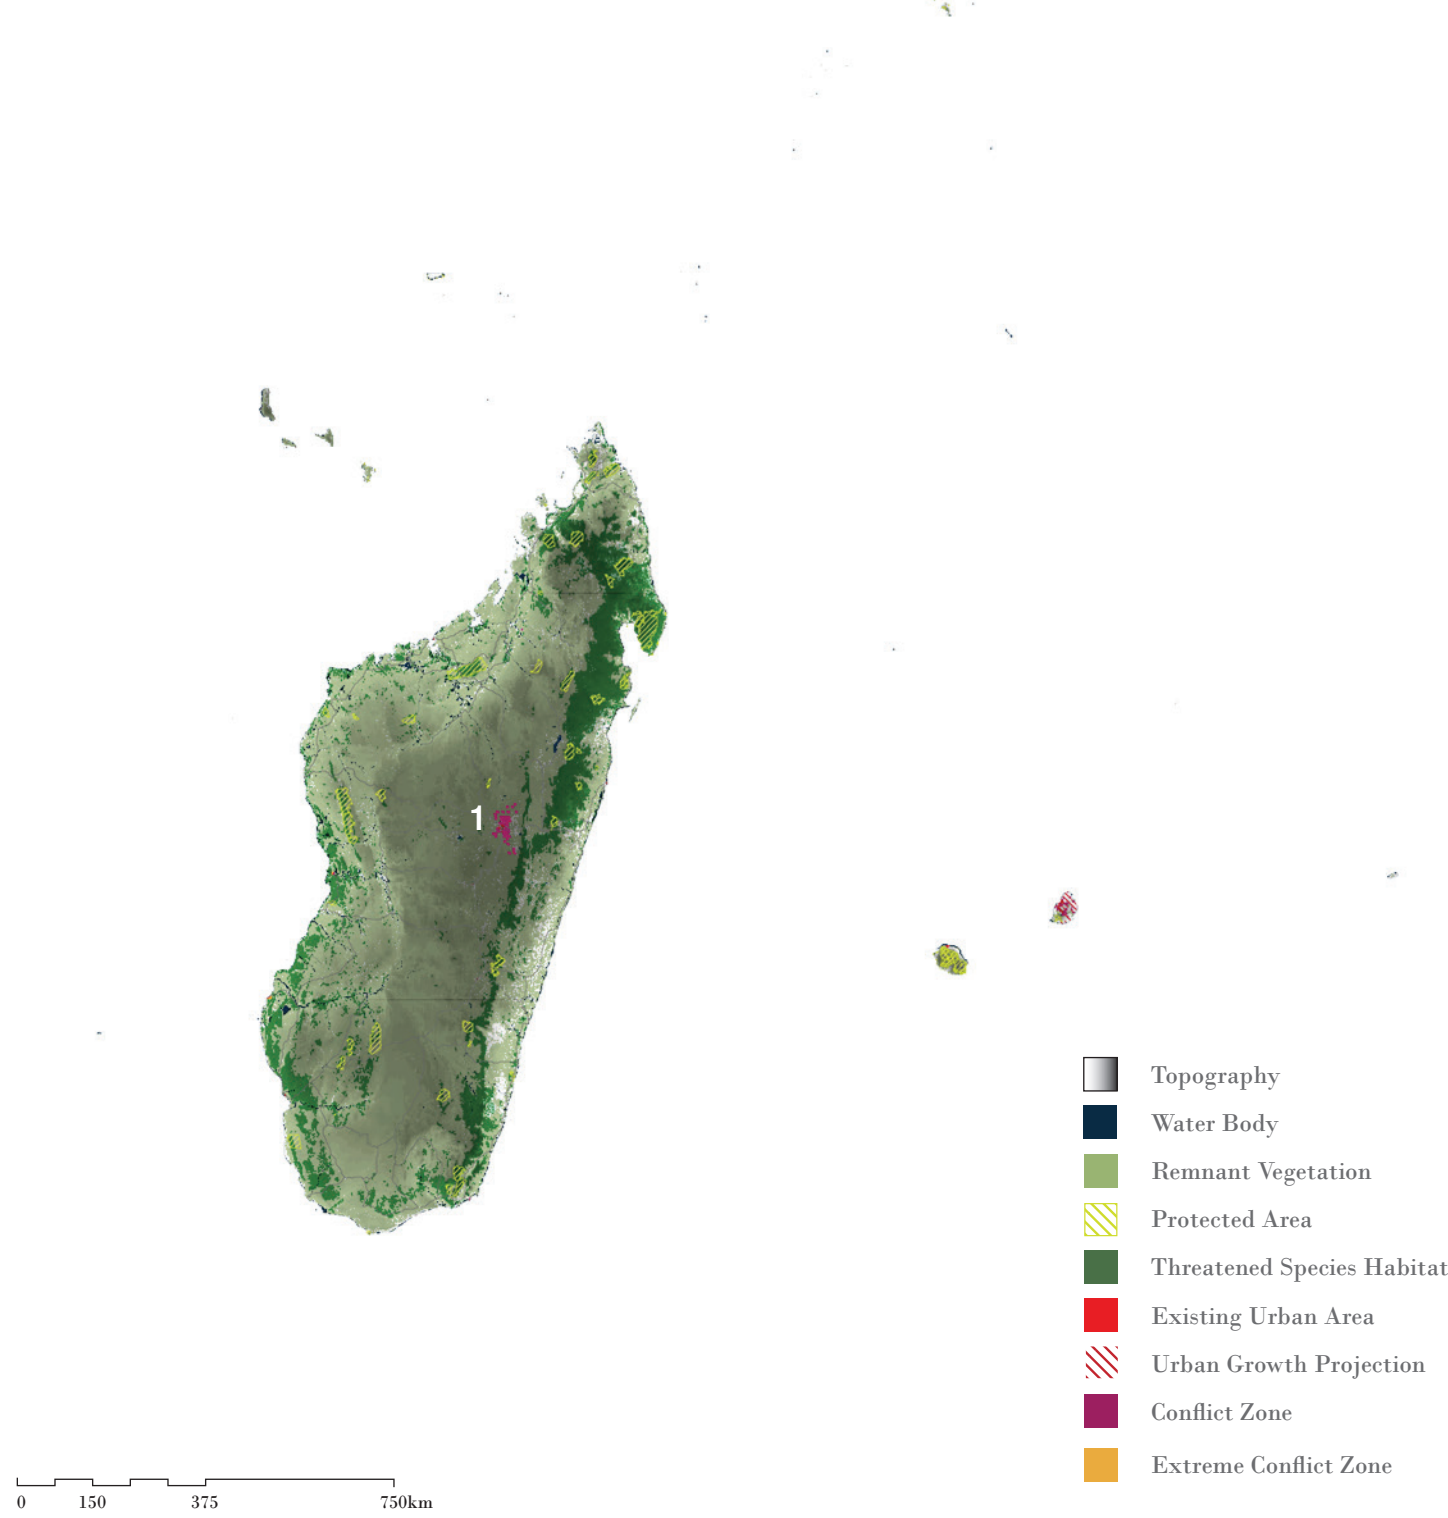 1
Topography
Water Body
Remnant Vegetation
Protected Area
Threatened Species Habitat
Existing Urban Area
Urban Growth Projection
Conflict Zone
Extreme Conflict Zone
0 150 375 750km